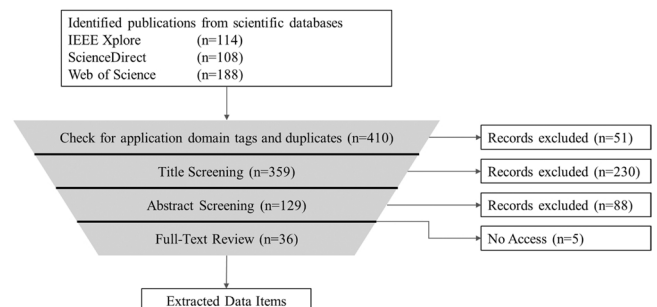 Identified publications from scientific databases
IEEE Xplore (n=114)
ScienceDirect (n=108)
Web of Science (n=188)
Check for application domain tags and duplicates (n=410)
Records excluded (n=51)
Title Screening (n=359)
Records excluded (n=230)
Abstract Screening (n=129)
Records excluded (n=88)
Full-Text Review (n=36)
No Access (n=5)
Extracted Data Items